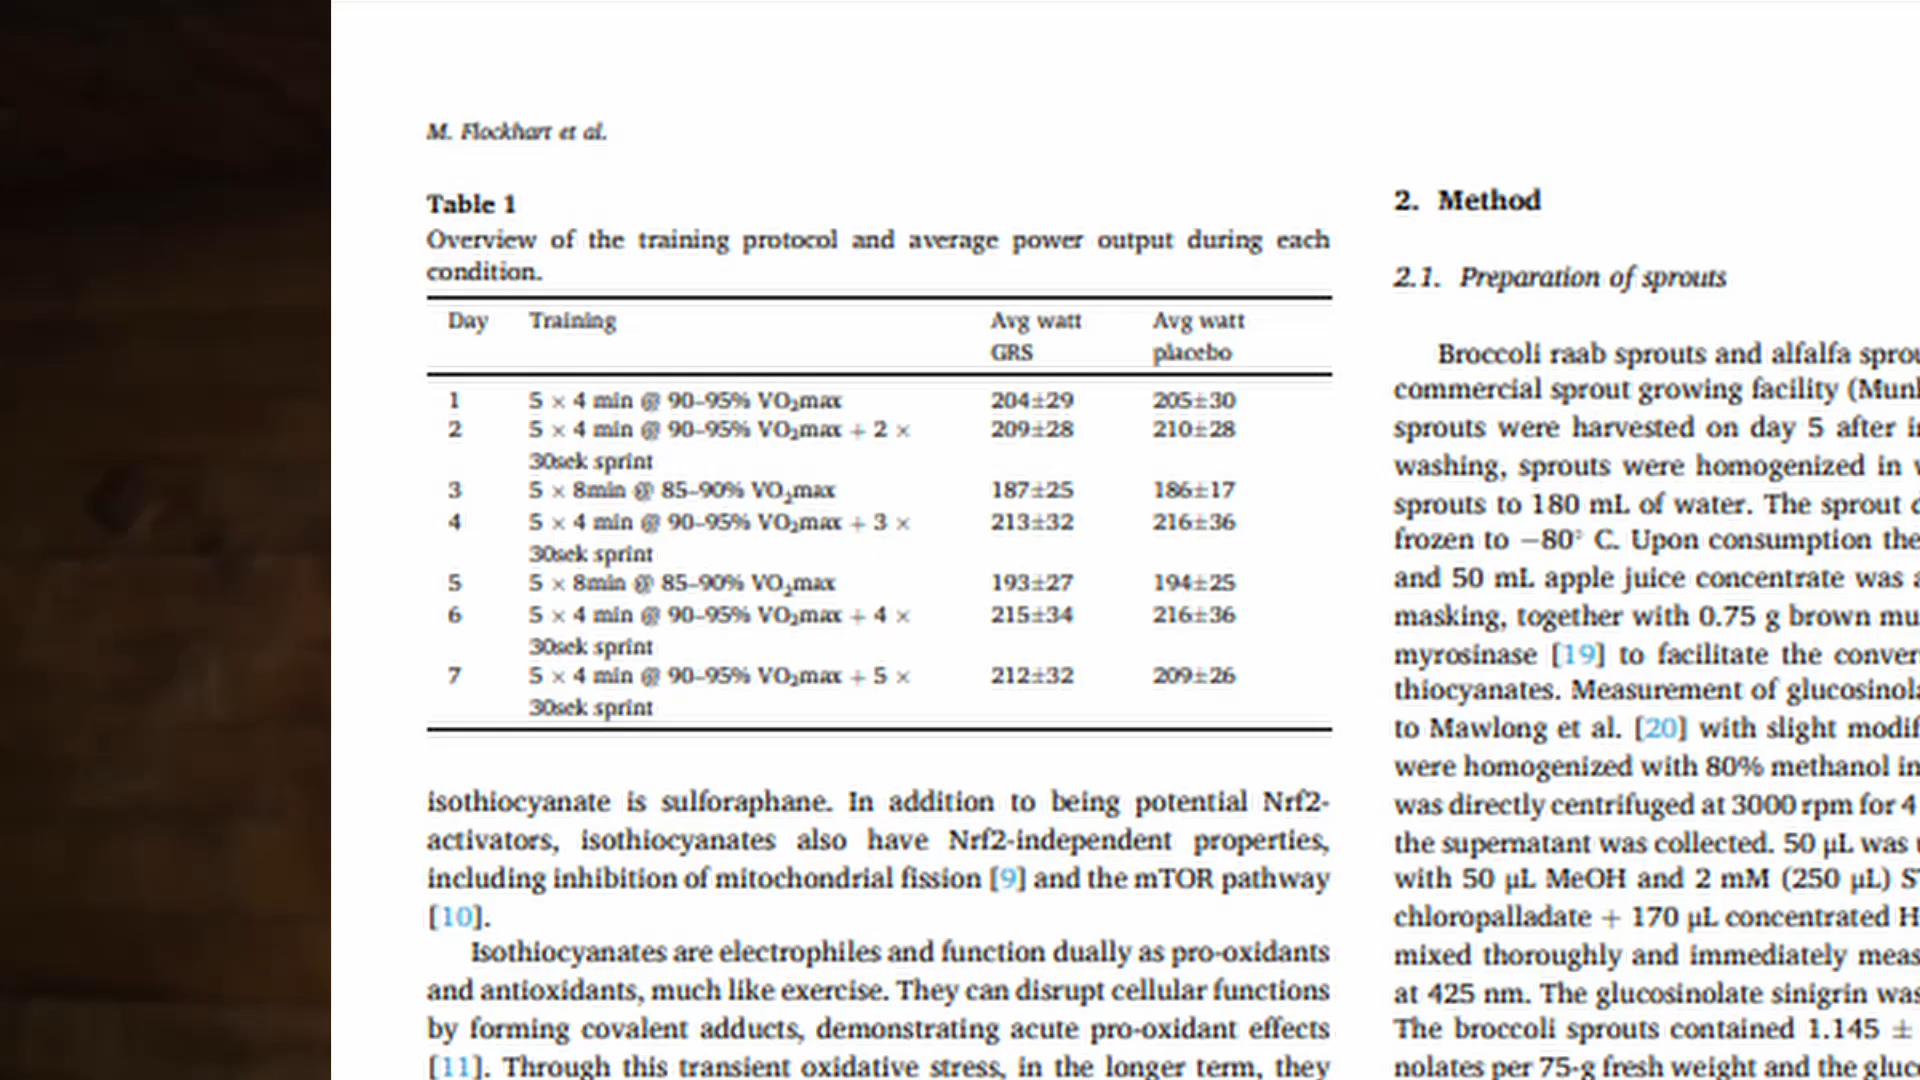 M. Flockhart et al.
Table 1
Overview of the training protocol and average power output during each
condition.
Day Training Avg watt GRS Avg watt placebo
1 5 × 4 min @ 90–95% VO₂max 204±29 205±30
2 5 × 4 min @ 90–95% VO₂max + 2 × 209±28 210±28
30sek sprint
3 5 × 8min @ 85–90% VO₂max 187±25 186±17
4 5 × 4 min @ 90–95% VO₂max + 3 × 213±32 216±36
30sek sprint
5 5 × 8min @ 85–90% VO₂max 193±27 194±25
6 5 × 4 min @ 90–95% VO₂max + 4 × 215±34 216±36
30sek sprint
7 5 × 4 min @ 90–95% VO₂max + 5 × 212±32 209±26
30sek sprint
isothiocyanate is sulforaphane. In addition to being potential Nrf2-
activators, isothiocyanates also have Nrf2-independent properties,
including inhibition of mitochondrial fission [9] and the mTOR pathway
[10].
Isothiocyanates are electrophiles and function dually as pro-oxidants
and antioxidants, much like exercise. They can disrupt cellular functions
by forming covalent adducts, demonstrating acute pro-oxidant effects
[11]. Through this transient oxidative stress, in the longer term, they
2. Method
2.1. Preparation of sprouts
Broccoli raab sprouts and alfalfa
commercial sprout growing facility
sprouts were harvested on day 5 after
washing, sprouts were homogenized in
sprouts to 180 mL of water. The sprout
frozen to −80° C. Upon consumption the
and 50 mL apple juice concentrate was
masking, together with 0.75 g brown
myrosinase [19] to facilitate the
thiocyanates. Measurement of
to Mawlong et al. [20] with slight
were homogenized with 80% methanol in
was directly centrifuged at 3000 rpm for 4
the supernatant was collected. 50 μL was
with 50 μL MeOH and 2 mM (250 μL)
chloropalladate + 170 μL concentrated
mixed thoroughly and immediately
at 425 nm. The glucosinolate sinigrin
The broccoli sprouts contained 1.145 ±
nolates per 75-g fresh weight and the